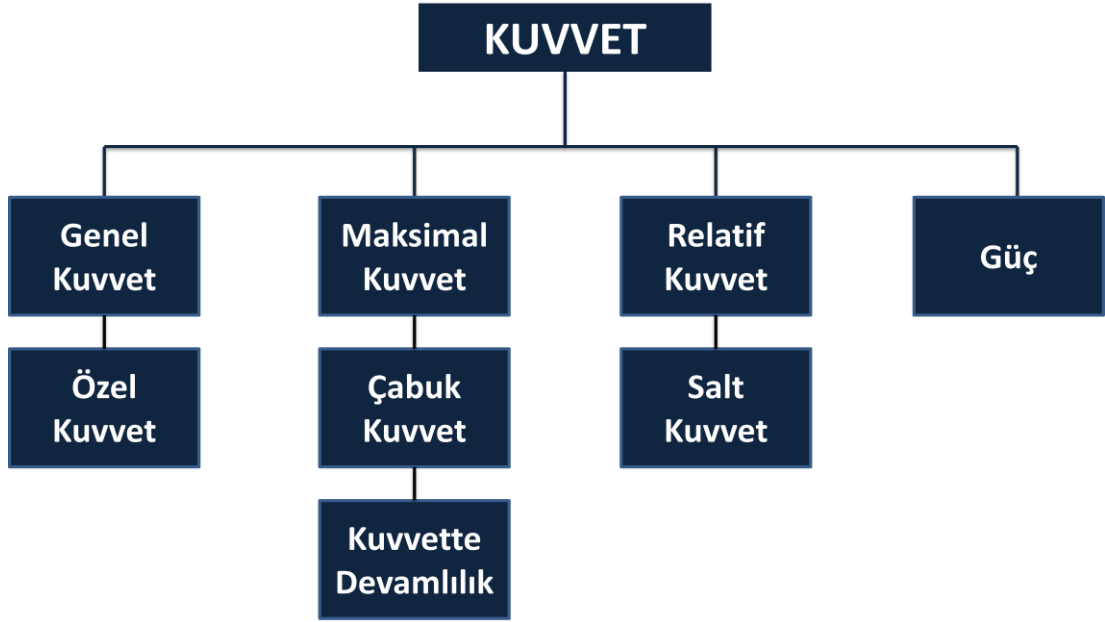 KUVVET
Genel
Kuvvet
Maksimal
Kuvvet
Relatif
Kuvvet
Güç
Özel
Kuvvet
Çabuk
Kuvvet
Salt
Kuvvet
Kuvvette
Devamlılık